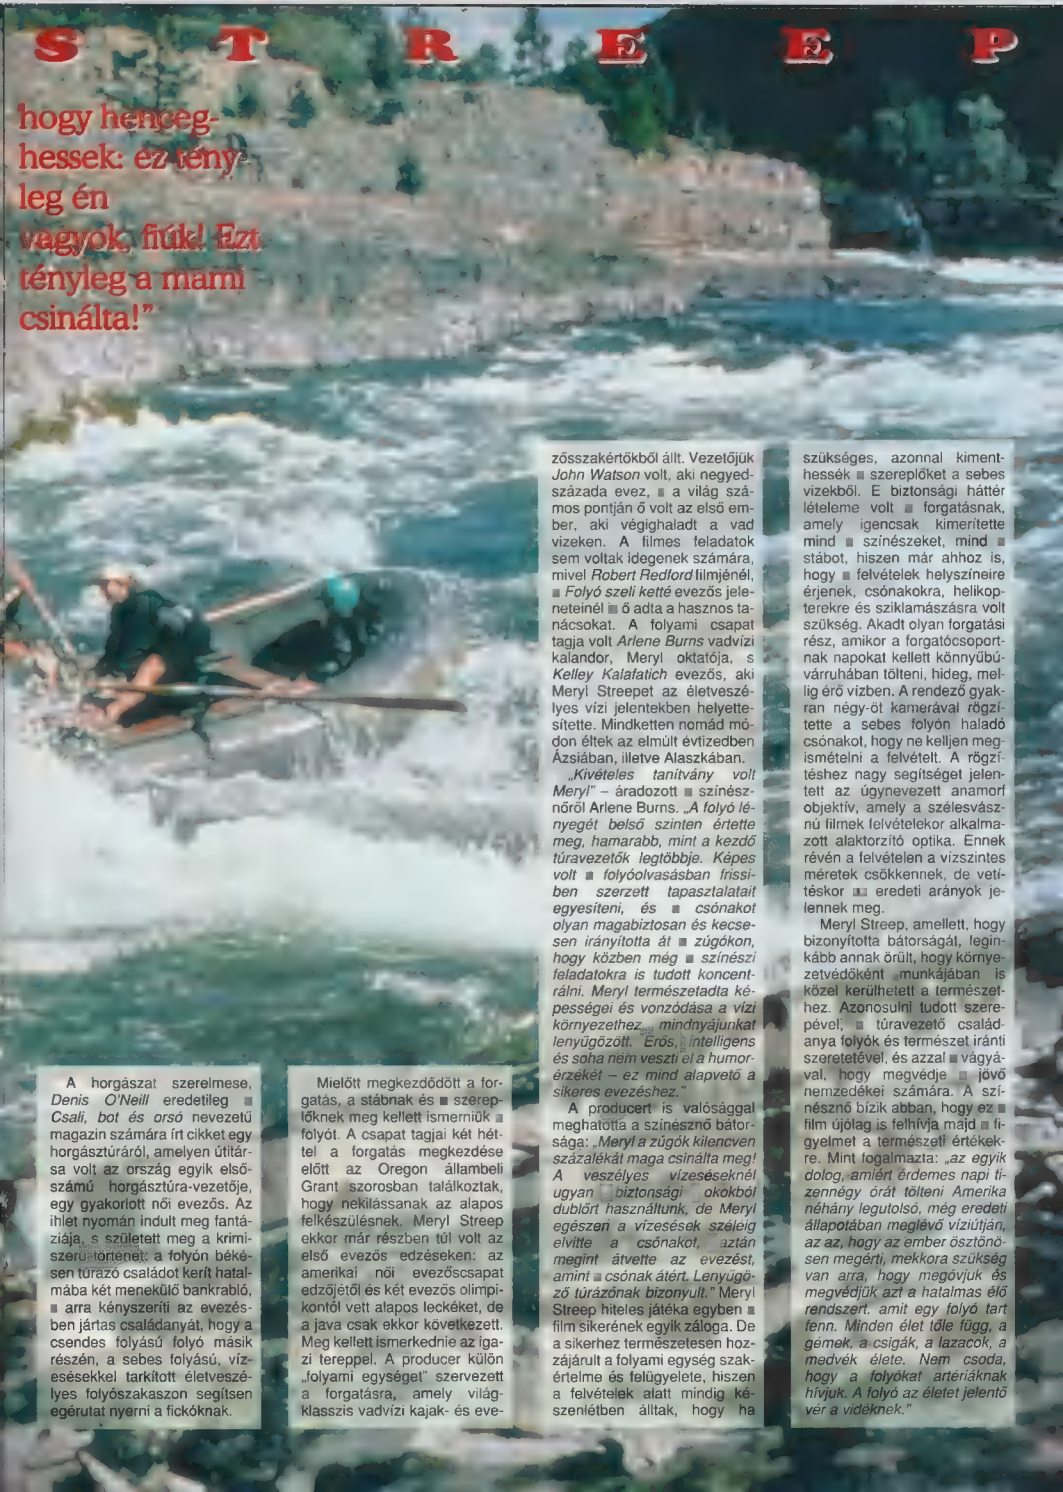 STREEP
hogy henceg-
hessek: ez tény-
leg én
vagyok, fiúk! Ezt
tényleg a mami
csinálta!”
A horgászat szerelmese,
Denis O'Neill eredetileg
Csali, bot és orsó nevezetű
magazin számára írt cikket egy
horgásztúráról, amelyen útitár-
sa volt az ország egyik első-
számú horgásztúra-vezetője,
egy gyakorlott női evezős. Az
ihlet nyomán indult meg fantá-
ziája, s született meg a krimi-
szerű történet: a folyón béké-
sen túrázó családot kerít hatal-
mába két menekülő bankrabló,
arra kényszeríti az evezés-
ben jártas családanyát, hogy a
csendes folyású folyó másik
részén, a sebes folyású, víz-
esésekkel tarkított életveszé-
lyes folyószakaszon segítsen
egérutat nyerni a fickóknak.
Mielőtt megkezdődött a for-
gatás, a stábnak és szerep-
lőknek meg kellett ismerniük
folyót. A csapat tagjai két hét-
tel a forgatás megkezdése
előtt az Oregon állambeli
Grant szorosban találkoztak,
hogy nekilássanak az alapos
felkészülésnek. Meryl Streep
ekkor már részben túl volt az
első evezős edzéseken: az
amerikai női evezőscsapat
edzőjétől és két evezős olimpi-
kontól vett alapos leckéket, de
a java csak ekkor következett.
Meg kellett ismerkednie az iga-
zi tereppel. A producer külön
„folyami egységet” szervezett
a forgatásra, amely világ-
klasszis vadvízi kajak- és eve-
zősszakértőkből állt. Vezetőjük
John Watson volt, aki negyed-
százada evez, a világ szá-
mos pontján ő volt az első em-
ber, aki végighaladt a vad
vizeken. A filmes feladatok
sem voltak idegenek számára,
mivel Robert Redford filmjénél,
Folyó szeli ketté evezős jele-
neteinél ő adta a hasznos ta-
nácsokat. A folyami csapat
tagja volt Arlene Burns vadvízi
kalandor, Meryl oktatója, s
Kelley Kalafatich evezős, aki
Meryl Streepet az életveszé-
lyes vízi jelentekben helyette-
sítette. Mindketten nomád mó-
don éltek az elmúlt évtizedben
Ázsiában, illetve Alaszkában.
„Kivételes tanítvány volt
Meryl” – áradozott színész-
nőről Arlene Burns. „A folyó lé-
nyegét belső szinten értette
meg, hamarabb, mint a kezdő
túravezetők legtöbbje. Képes
volt folyóolvasásban frissi-
ben szerzett tapasztalatait
egyesíteni, és csónakot
olyan magabiztosan és kecse-
sen irányította át zúgókon,
hogy közben még színészi
feladatokra is tudott koncent-
rálni. Meryl természetadta ké-
pességei és vonzódása a vízi
környezethez mindnyájunkat
lenyűgözött. Erős, intelligens
és soha nem veszti el a humor-
érzékét – ez mind alapvető a
sikeres evezéshez.”
A producert is valósággal
meghatotta a színésznő bátor-
sága: „Meryl a zúgók kilencven
százalékát maga csinálta meg!
A veszélyes vízeséseknél
ugyan biztonsági okokból
dublőrt használtunk, de Meryl
egészen a vízesések széléig
elvitte a csónakot, aztán
megint átvette az evezést,
amint csónak átért. Lenyűgö-
ző túrázónak bizonyult.” Meryl
Streep hiteles játéka egyben
film sikerének egyik záloga. De
a sikerhez természetesen hoz-
zájárult a folyami egység szak-
értelme és felügyelete, hiszen
a felvételek alatt mindig ké-
szenlétben álltak, hogy ha
szükséges, azonnal kiment-
hessék szereplőket a sebes
vizekből. E biztonsági háttér
lételeme volt forgatásnak,
amely igencsak kimerítette
mind színészeket, mind
stábot, hiszen már ahhoz is,
hogy felvételek helyszíneire
érjenek, csónakokra, helikop-
terekre és sziklamászásra volt
szükség. Akadt olyan forgatási
rész, amikor a forgatócsoport-
nak napokat kellett könnyűbú-
várruhában tölteni, hideg, mel-
lig érő vízben. A rendező gyak-
ran négy-öt kamerával rögzí-
tette a sebes folyón haladó
csónakot, hogy ne kelljen meg-
ismételni a felvételt. A rögzí-
téshez nagy segítséget jelen-
tett az úgynevezett anamorf
objektív, amely a szélesvász-
nú filmek felvételekor alkalma-
zott alaktorzító optika. Ennek
révén a felvételen a vízszintes
méretek csökkennek, de vetí-
téskor eredeti arányok je-
lennek meg.
Meryl Streep, amellett, hogy
bizonyította bátorságát, legin-
kább annak örült, hogy környe-
zetvédőként munkájában is
közel kerülhetett a természet-
hez. Azonosulni tudott szere-
pével, túravezető család-
anya folyók és természet iránti
szeretetével, és azzal vágyá-
val, hogy megvédje jövő
nemzedékei számára. A szí-
nésznő bízik abban, hogy ez
film újólag is felhívja majd fi-
gyelmet a természeti értékek-
re. Mint fogalmazta: „az egyik
dolog, amiért érdemes napi ti-
zennégy órát tölteni Amerika
néhány legutolsó, még eredeti
állapotában meglévő víziútján,
az az, hogy az ember ösztönö-
sen megérti, mekkora szükség
van arra, hogy megóvjuk és
megvédjük azt a hatalmas élő
rendszert, amit egy folyó tart
fenn. Minden élet tőle függ, a
gémek, a csigák, a lazacok, a
medvék élete. Nem csoda,
hogy a folyókat artériáknak
hívjuk. A folyó az életet jelentő
vér a vidéknek.”